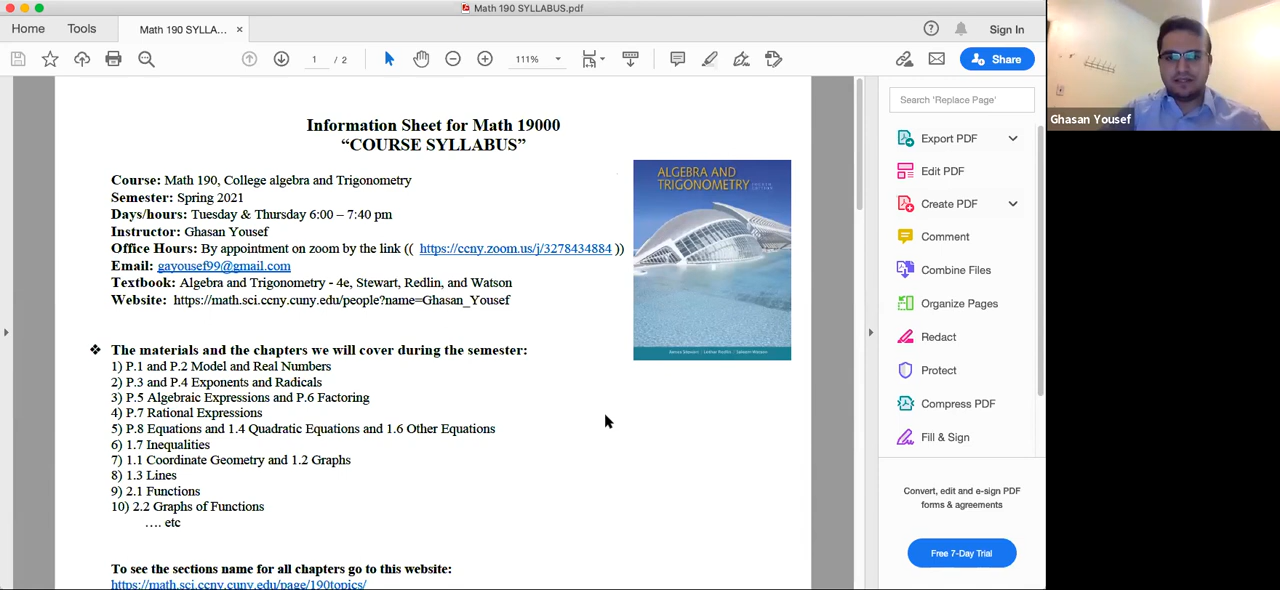 Math 190 SYLLABUS.pdf
Home
Tools
Math 190 SYLLA... ×
Sign In
1 / 2
111%
Share
Information Sheet for Math 19000
“COURSE SYLLABUS”
Course: Math 190, College algebra and Trigonometry
Semester: Spring 2021
Days/hours: Tuesday & Thursday 6:00 – 7:40 pm
Instructor: Ghasan Yousef
Office Hours: By appointment on zoom by the link (( https://ccny.zoom.us/j/3278434884 ))
Email: gayousef99@gmail.com
Textbook: Algebra and Trigonometry - 4e, Stewart, Redlin, and Watson
Website: https://math.sci.ccny.cuny.edu/people?name=Ghasan_Yousef
ALGEBRA AND
TRIGONOMETRY
❖ The materials and the chapters we will cover during the semester:
1) P.1 and P.2 Model and Real Numbers
2) P.3 and P.4 Exponents and Radicals
3) P.5 Algebraic Expressions and P.6 Factoring
4) P.7 Rational Expressions
5) P.8 Equations and 1.4 Quadratic Equations and 1.6 Other Equations
6) 1.7 Inequalities
7) 1.1 Coordinate Geometry and 1.2 Graphs
8) 1.3 Lines
9) 2.1 Functions
10) 2.2 Graphs of Functions
…. etc
To see the sections name for all chapters go to this website:
https://math.sci.ccny.cuny.edu/page/190topics/
Search 'Replace Page'
Export PDF
Edit PDF
Create PDF
Comment
Combine Files
Organize Pages
Redact
Protect
Compress PDF
Fill & Sign
Convert, edit and e-sign PDF
forms & agreements
Free 7-Day Trial
Ghasan Yousef